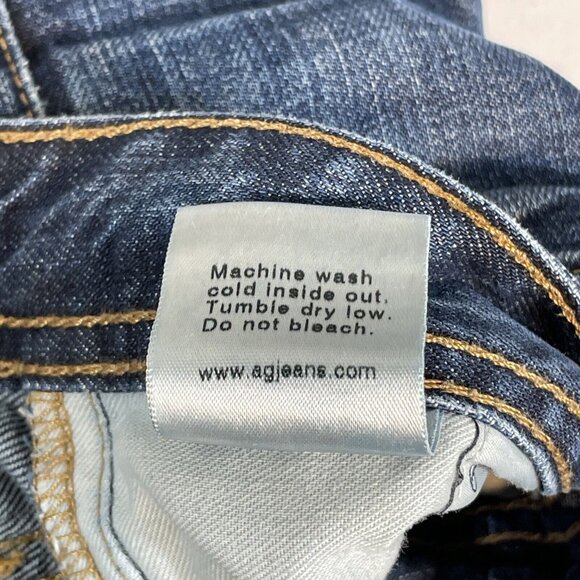 Machine wash
cold inside out.
Tumble dry low.
Do not bleach.
www.agjeans.com